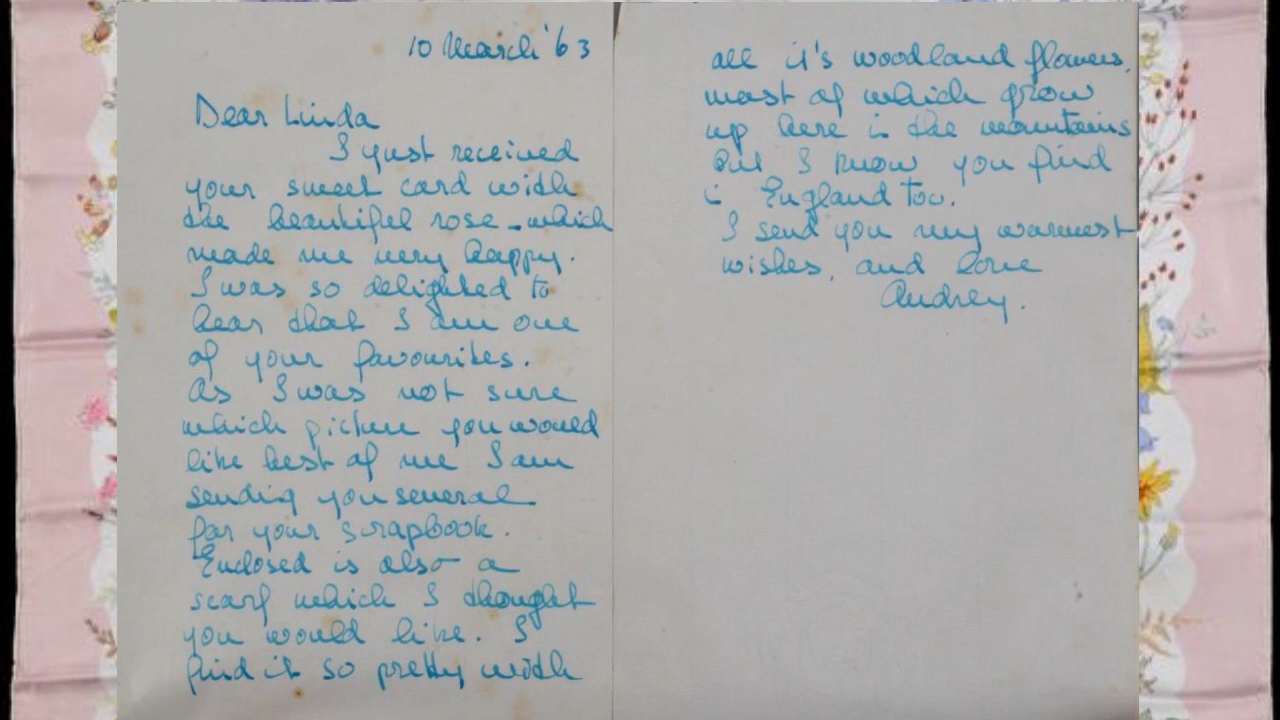 10 March '63
Dear Linda
I just received
your sweet card with
the beautiful rose - which
made me very happy.
I was so delighted to
hear that I am one
of your favourites.
As I was not sure
which picture you would
like best of me I am
sending you several
for your scrapbook.
Enclosed is also a
scarf which I thought
you would like. I
find it so pretty with
all it's woodland flowers,
most of which grow
up here in the mountains
but I know you find
in England too.
I send you my warmest
wishes, and love
Audrey.